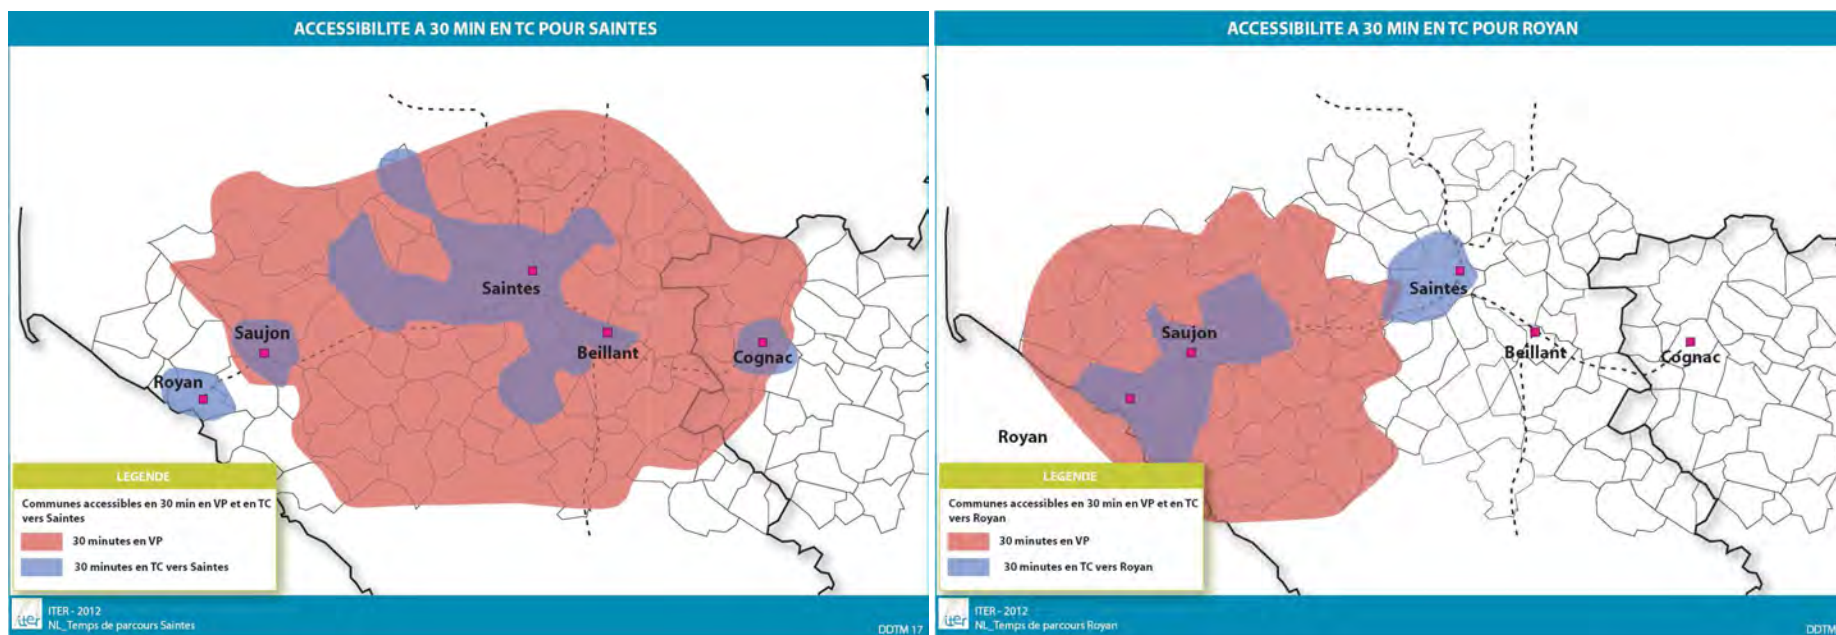 ACCESSIBILITE A 30 MIN EN TC POUR SAINTES
Saintes
Saujon
Beillant
Cognac
Royan
LEGENDE
Communes accessibles en 30 min en VP et en TC
vers Saintes
30 minutes en VP
30 minutes en TC vers Saintes
iter
ITER - 2012
NL_Temps de parcours Saintes
DDTM 17
ACCESSIBILITE A 30 MIN EN TC POUR ROYAN
Saintes
Saujon
Beillant
Cognac
Royan
LEGENDE
Communes accessibles en 30 min en VP et en TC
vers Royan
30 minutes en VP
30 minutes en TC vers Royan
iter
ITER - 2012
NL_Temps de parcours Royan
DDTM